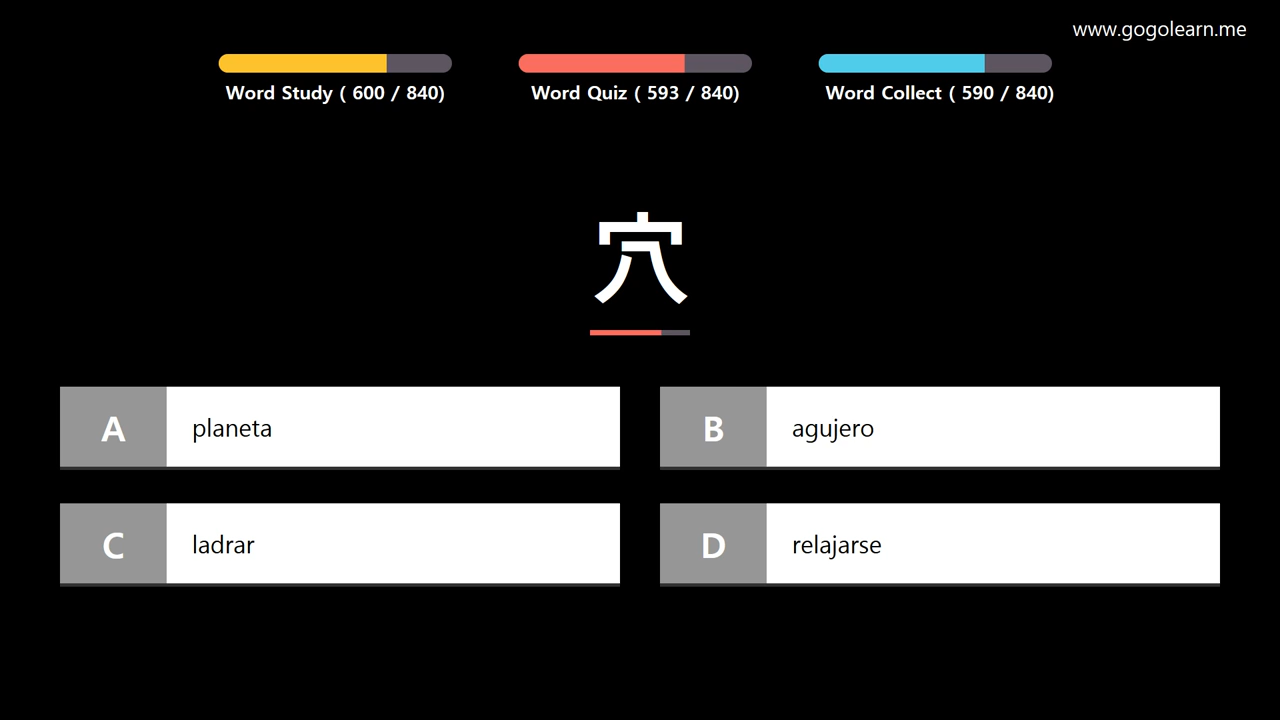 www.gogolearn.me
Word Study ( 600 / 840)
Word Quiz ( 593 / 840)
Word Collect ( 590 / 840)
穴
A planeta
B agujero
C ladrar
D relajarse